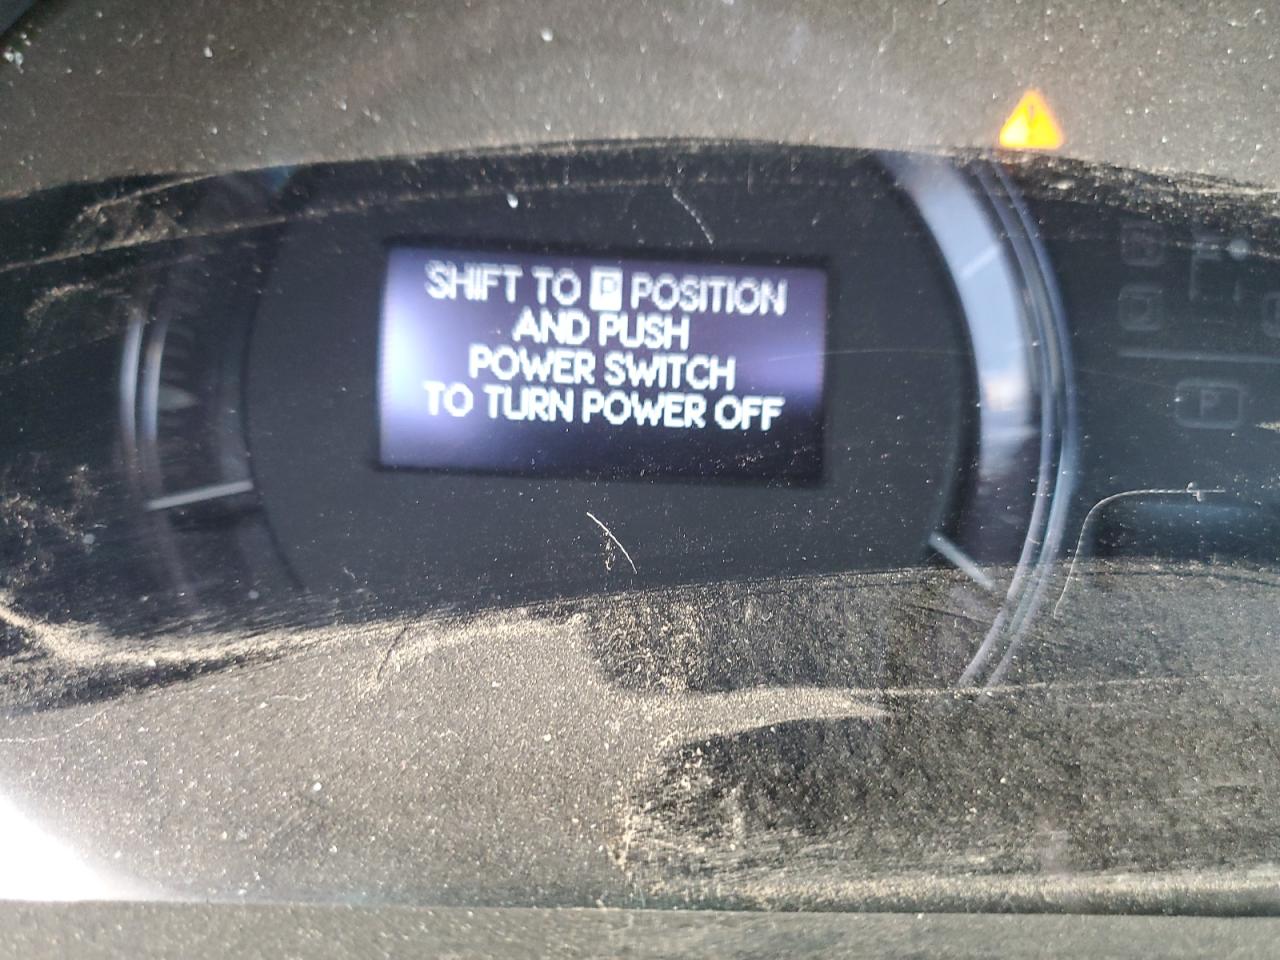 SHIFT TO P POSITION
AND PUSH
POWER SWITCH
TO TURN POWER OFF
P